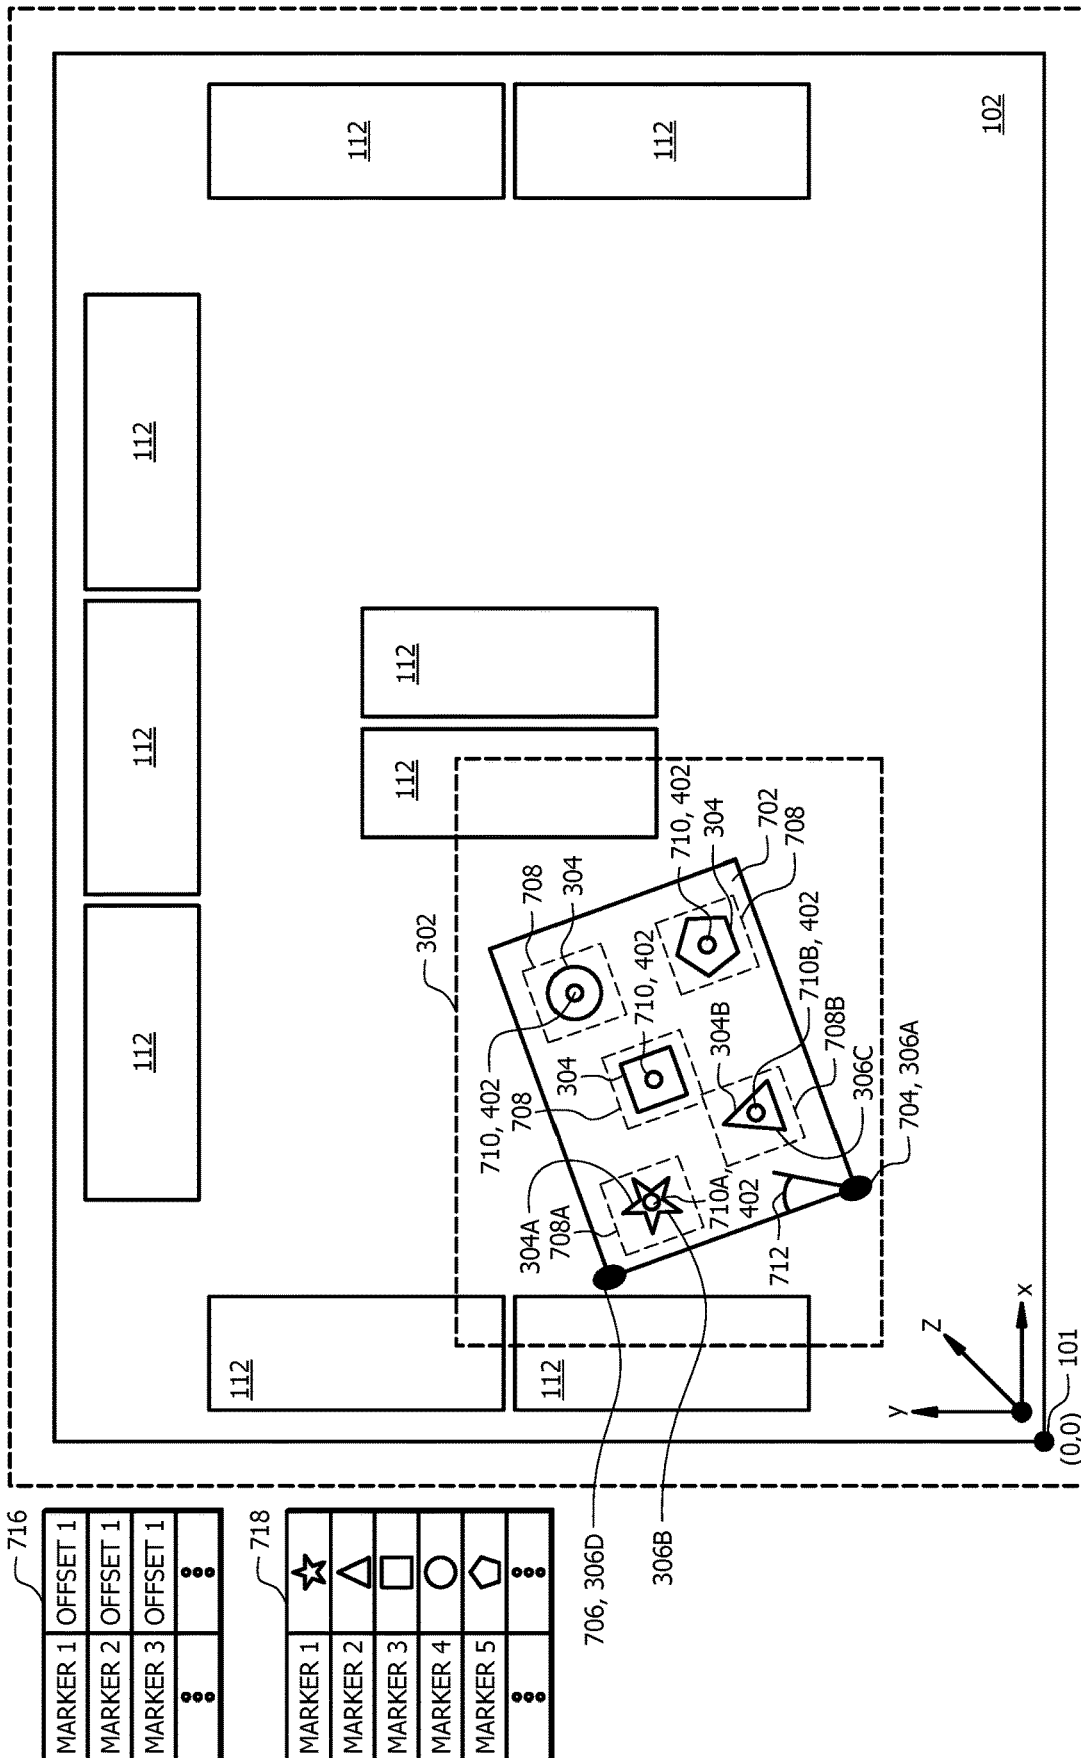 716
MARKER 1 OFFSET 1
MARKER 2 OFFSET 1
MARKER 3 OFFSET 1
718
MARKER 1
MARKER 2
MARKER 3
MARKER 4
MARKER 5
706, 306D
306B
112
112
112
112
112
112
112
112
112
302
710, 402
708
304
708
304
304A
708A
710, 402
710, 402
304
702
708
304B
710B, 402
710A,
402
708B
306C
712
704, 306A
y
Z
x
101
(0,0)
102